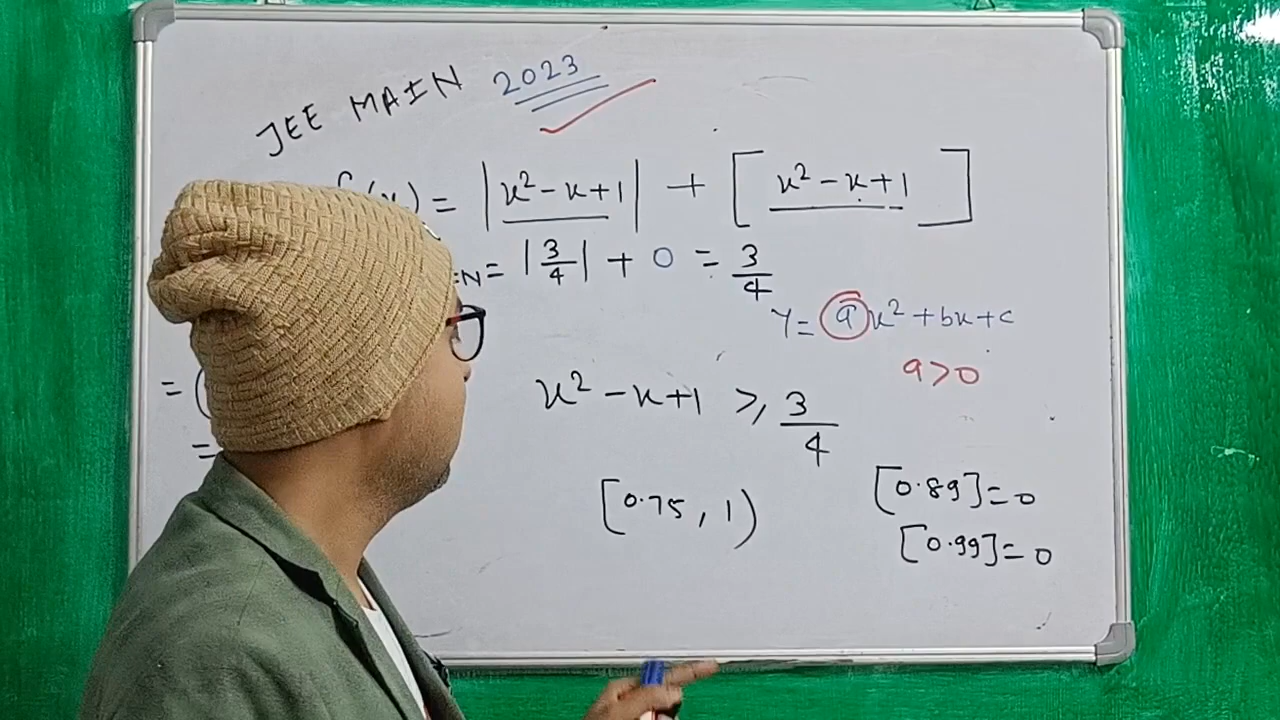 JEE MAIN 2023
(x) = |x² - x + 1| + [x² - x + 1]
EN = |3/4| + 0 = 3/4
Y = ax² + bx + c
a > 0
= (
x² - x + 1 ≥ 3/4
=
[0.75, 1)
[0.89] = 0
[0.99] = 0